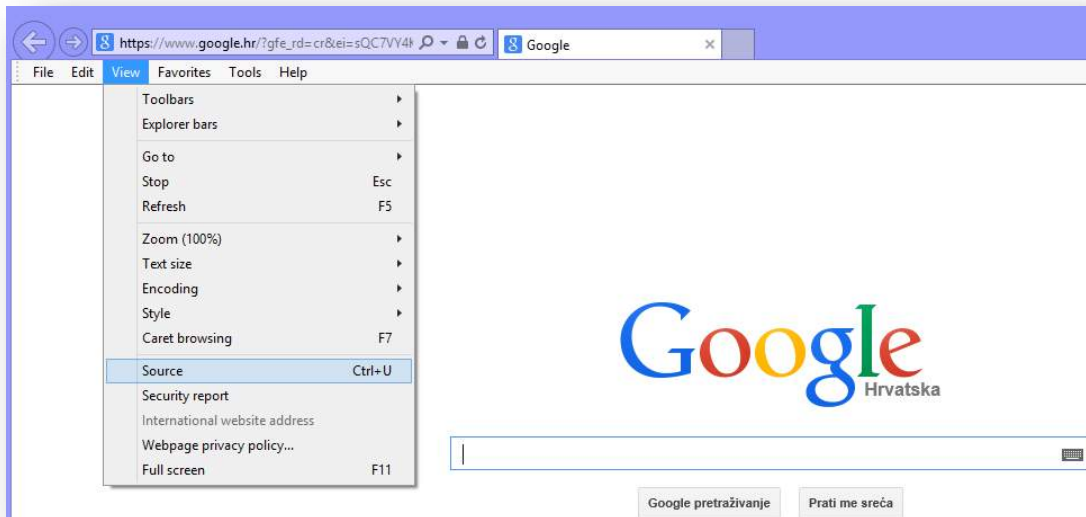 https://www.google.hr/?gfe_rd=cr&ei=sQC7VY4
Google
File Edit View Favorites Tools Help
Toolbars
Explorer bars
Go to
Stop Esc
Refresh F5
Zoom (100%)
Text size
Encoding
Style
Caret browsing F7
Source Ctrl+U
Security report
International website address
Webpage privacy policy...
Full screen F11
Google
Hrvatska
Google pretraživanje Prati me sreća